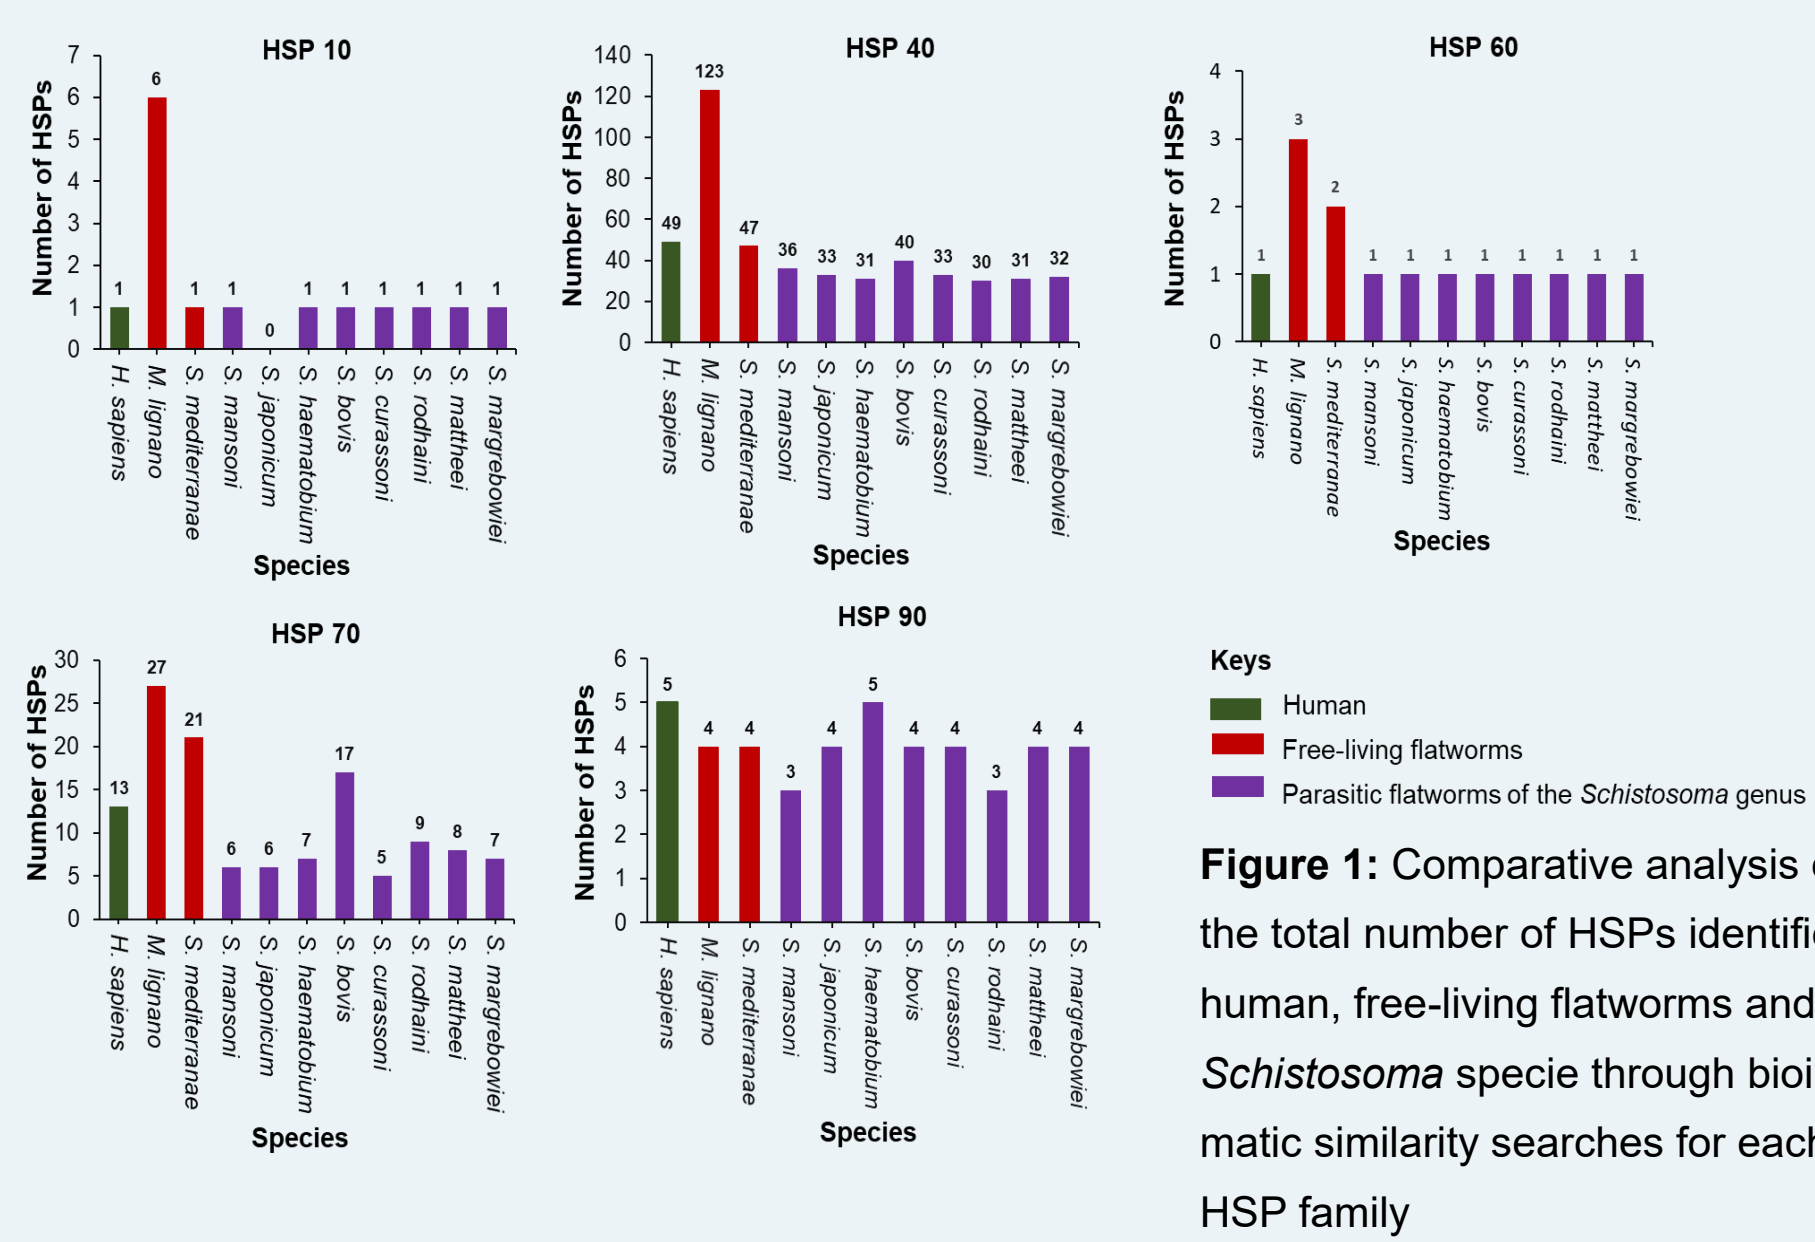 HSP 10
Number of HSPs
7
6
5
4
3
2
1
0
1
6
1
1
0
1
1
1
1
1
1
H. sapiens
M. lignano
S. mediterranae
S. mansoni
S. japonicum
S. haematobium
S. bovis
S. curassoni
S. rodhaini
S. mattheei
S. margrebowiei
Species
HSP 40
Number of HSPs
140
120
100
80
60
40
20
0
49
123
47
36
33
31
40
33
30
31
32
H. sapiens
M. lignano
S. mediterranae
S. mansoni
S. japonicum
S. haematobium
S. bovis
S. curassoni
S. rodhaini
S. mattheei
S. margrebowiei
Species
HSP 60
Number of HSPs
4
3
2
1
0
1
3
2
1
1
1
1
1
1
1
1
H. sapiens
M. lignano
S. mediterranae
S. mansoni
S. japonicum
S. haematobium
S. bovis
S. curassoni
S. rodhaini
S. mattheei
S. margrebowiei
Species
HSP 70
Number of HSPs
30
25
20
15
10
5
0
13
27
21
6
6
7
17
5
9
8
7
H. sapiens
M. lignano
S. mediterranae
S. mansoni
S. japonicum
S. haematobium
S. bovis
S. curassoni
S. rodhaini
S. mattheei
S. margrebowiei
Species
HSP 90
Number of HSPs
6
5
4
3
2
1
0
5
4
4
3
4
5
4
4
3
4
4
H. sapiens
M. lignano
S. mediterranae
S. mansoni
S. japonicum
S. haematobium
S. bovis
S. curassoni
S. rodhaini
S. mattheei
S. margrebowiei
Species
Keys
Human
Free-living flatworms
Parasitic flatworms of the Schistosoma genus
Figure 1: Comparative analysis
the total number of HSPs identifi
human, free-living flatworms and
Schistosoma specie through bioi
matic similarity searches for each
HSP family